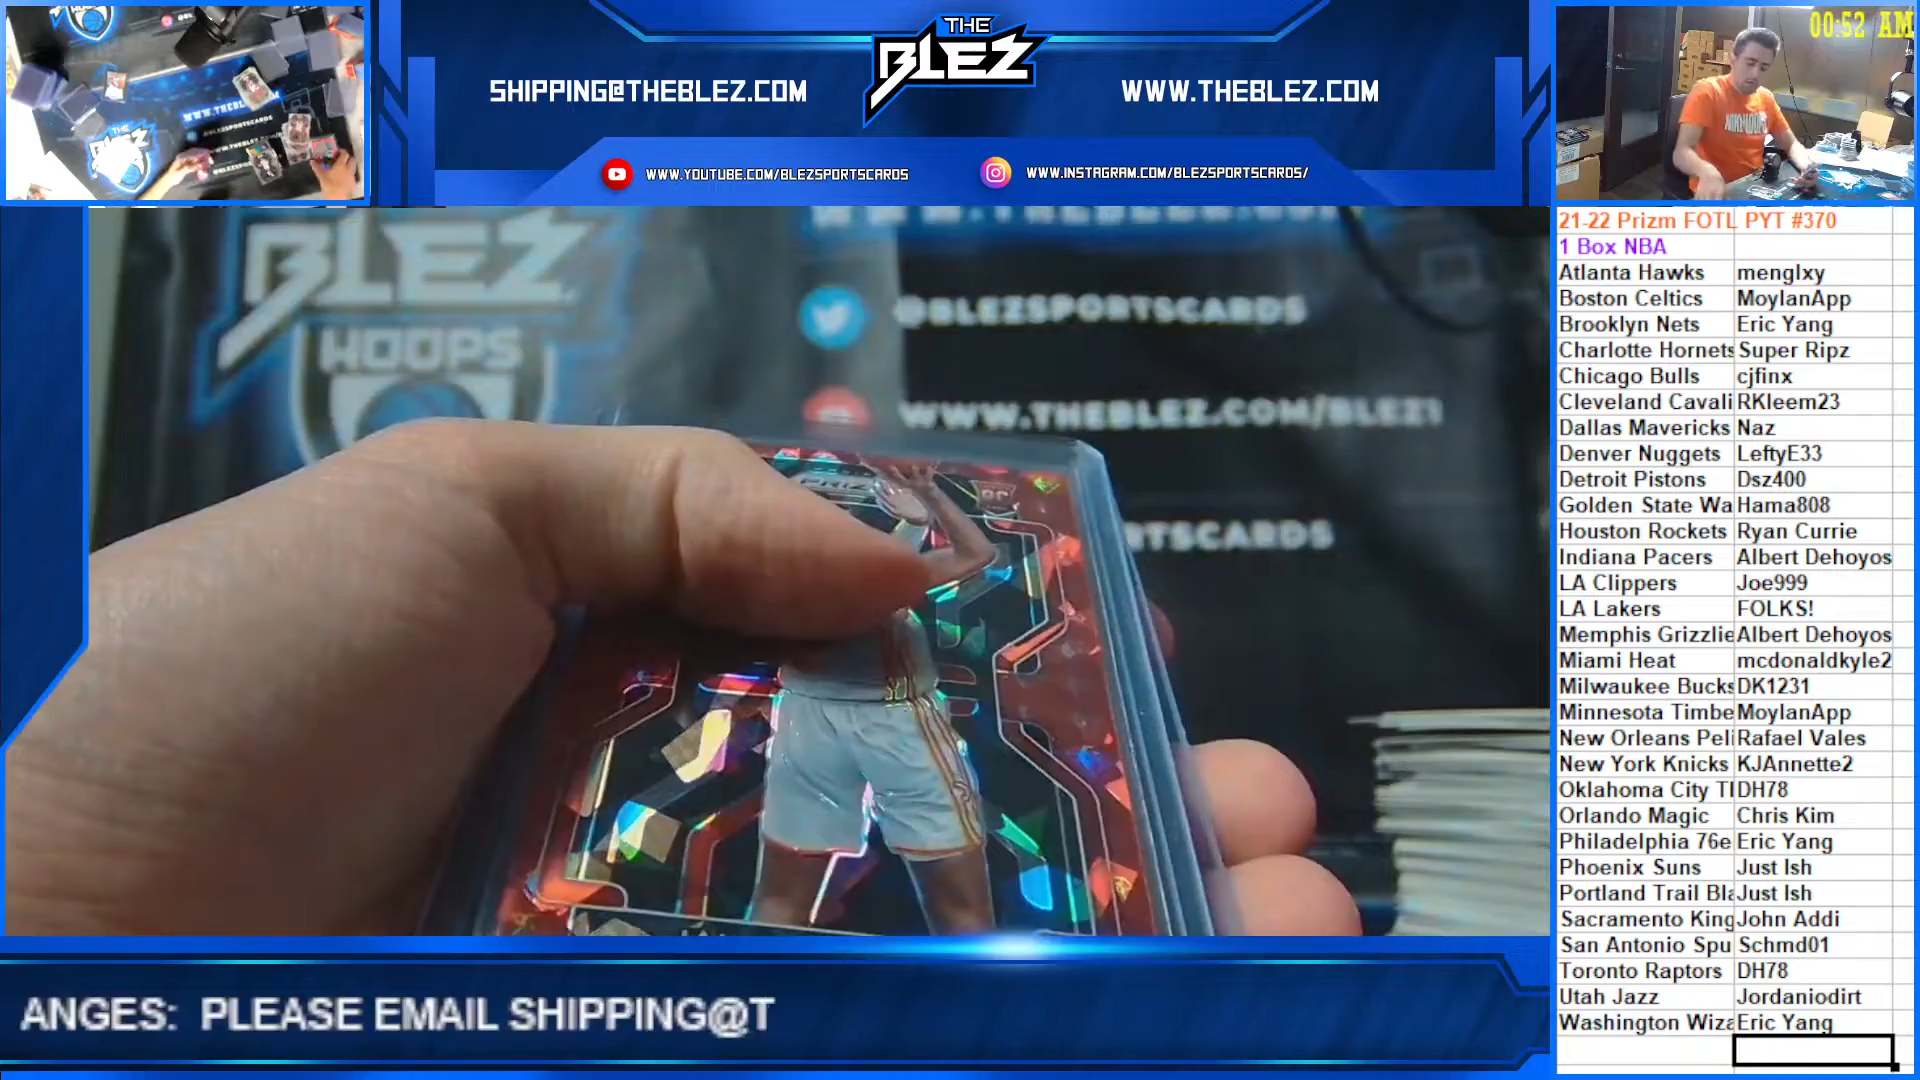 THE
BLEZ
SHIPPING@THEBLEZ.COM
WWW.THEBLEZ.COM
WWW.YOUTUBE.COM/BLEZSPORTSCARDS
WWW.INSTAGRAM.COM/BLEZSPORTSCARDS/
00:52 AM
BLEZ
HOOPS
@BLEZSPORTSCARDS
WWW.THEBLEZ.COM/BLEZ1
RTSCARDS
21-22 Prizm FOTL PYT #370
1 Box NBA
Atlanta Hawks menglxy
Boston Celtics MoylanApp
Brooklyn Nets Eric Yang
Charlotte Hornets Super Ripz
Chicago Bulls cjfinx
Cleveland Cavali RKleem23
Dallas Mavericks Naz
Denver Nuggets LeftyE33
Detroit Pistons Dsz400
Golden State Wa Hama808
Houston Rockets Ryan Currie
Indiana Pacers Albert Dehoyos
LA Clippers Joe999
LA Lakers FOLKS!
Memphis Grizzlie Albert Dehoyos
Miami Heat mcdonaldkyle2
Milwaukee Bucks DK1231
Minnesota Timbe MoylanApp
New Orleans Peli Rafael Vales
New York Knicks KJAnnette2
Oklahoma City Tl DH78
Orlando Magic Chris Kim
Philadelphia 76e Eric Yang
Phoenix Suns Just Ish
Portland Trail Bla Just Ish
Sacramento King John Addi
San Antonio Spu Schmd01
Toronto Raptors DH78
Utah Jazz Jordaniodirt
Washington Wiza Eric Yang
ANGES: PLEASE EMAIL SHIPPING@T